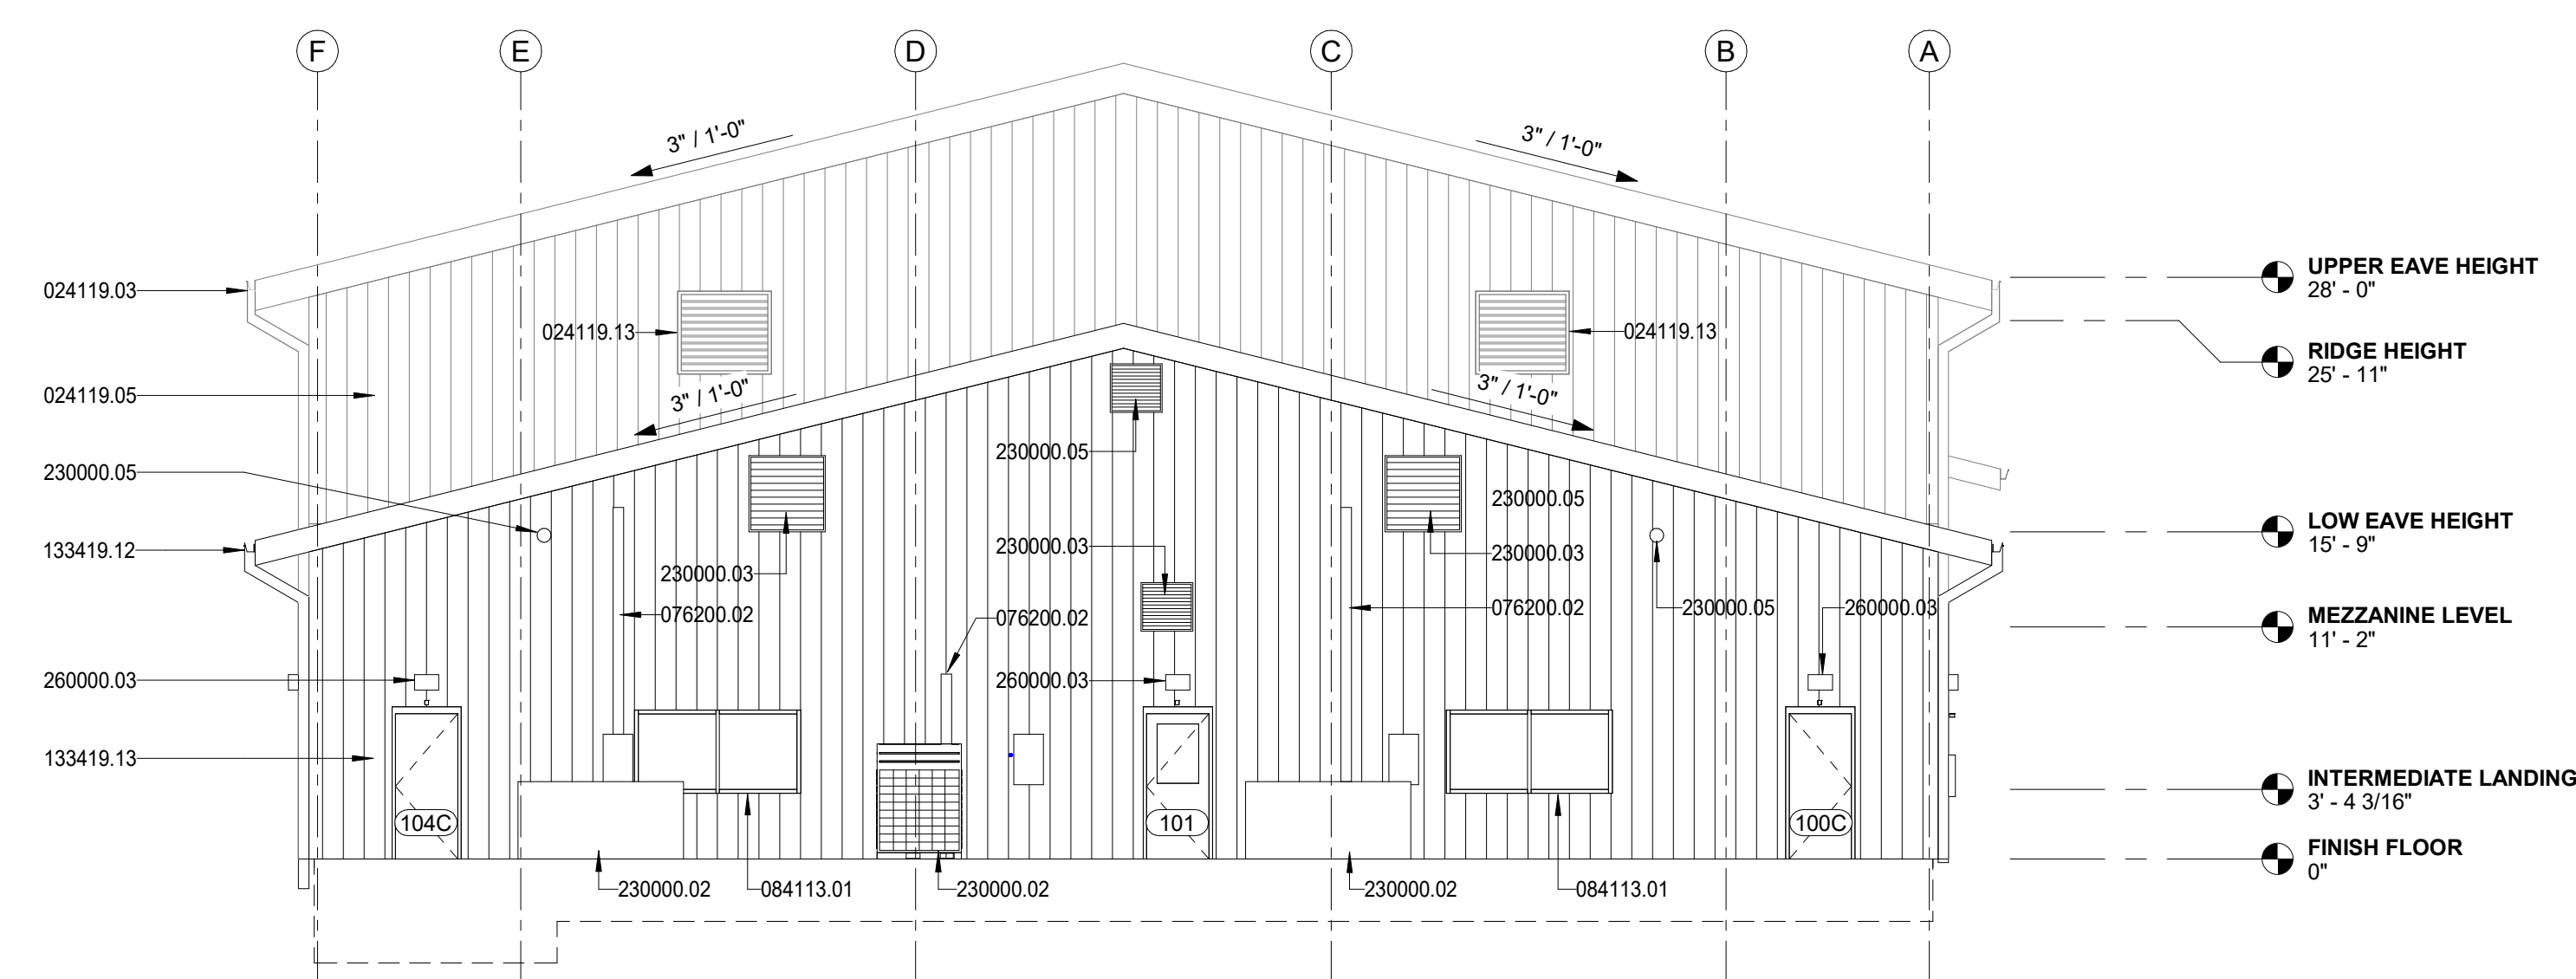 F
E
D
C
B
A
3" / 1'-0"
3" / 1'-0"
024119.03
UPPER EAVE HEIGHT
28' - 0"
024119.13
024119.13
RIDGE HEIGHT
25' - 11"
3" / 1'-0"
3" / 1'-0"
024119.05
230000.05
230000.05
230000.05
LOW EAVE HEIGHT
15' - 9"
133419.12
230000.03
230000.03
230000.03
076200.02
076200.02
076200.02
230000.05
260000.03
MEZZANINE LEVEL
11' - 2"
260000.03
260000.03
133419.13
INTERMEDIATE LANDING
3' - 4 3/16"
104C
101
100C
FINISH FLOOR
0"
230000.02
084113.01
230000.02
230000.02
084113.01